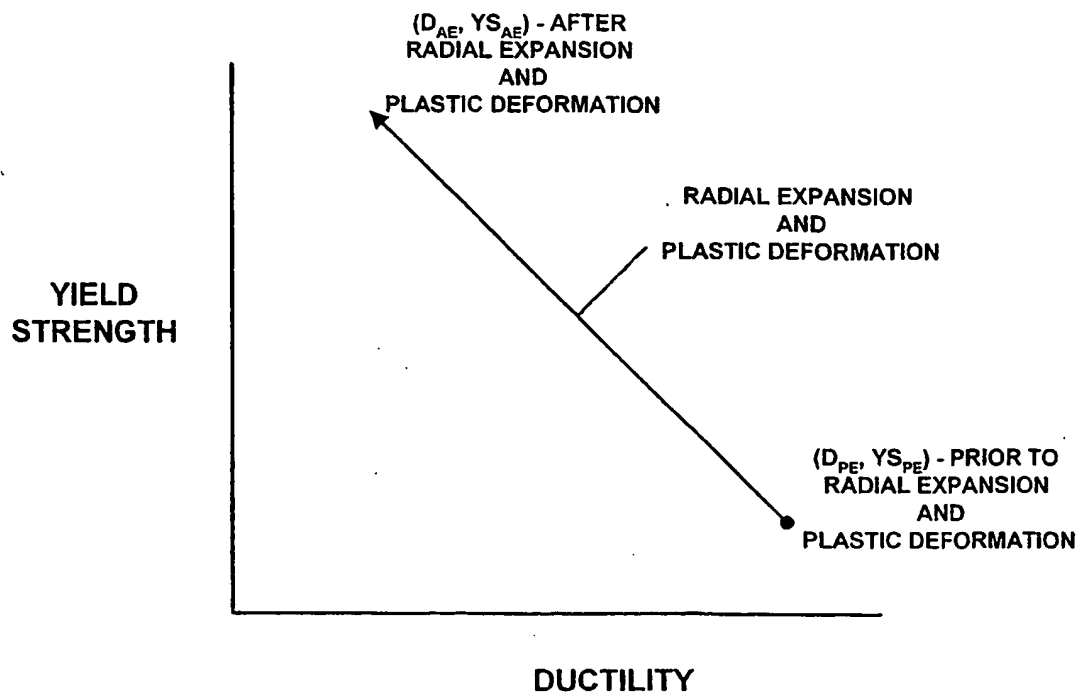 (D_AE, YS_AE) - AFTER
RADIAL EXPANSION
AND
PLASTIC DEFORMATION
RADIAL EXPANSION
AND
PLASTIC DEFORMATION
YIELD
STRENGTH
(D_PE, YS_PE) - PRIOR TO
RADIAL EXPANSION
AND
PLASTIC DEFORMATION
DUCTILITY